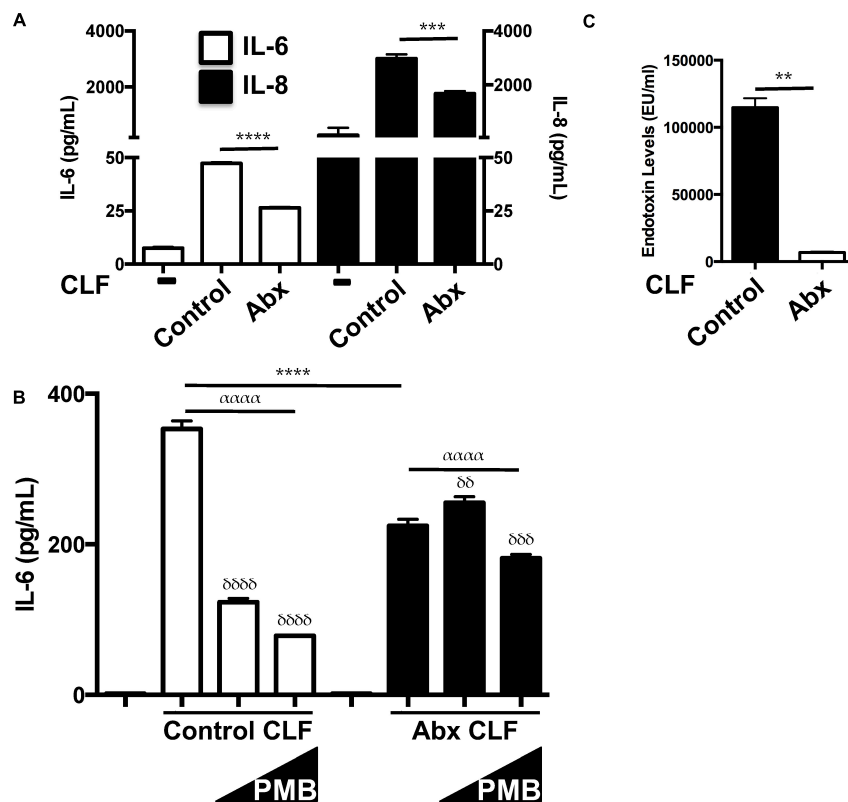 A
C
4000
2000
50
25
0
IL-6 (pg/mL)
IL-6
IL-8
****
***
4000
2000
50
25
0
IL-8 (pg/mL)
CLF
-
Control
Abx
-
Control
Abx
150000
100000
50000
0
Endotoxin Levels (EU/ml)
**
CLF
Control
Abx
B
400
200
0
IL-6 (pg/mL)
****
αααα
αααα
δδ
δδδδ
δδδδ
δδδ
Control CLF
Abx CLF
PMB
PMB